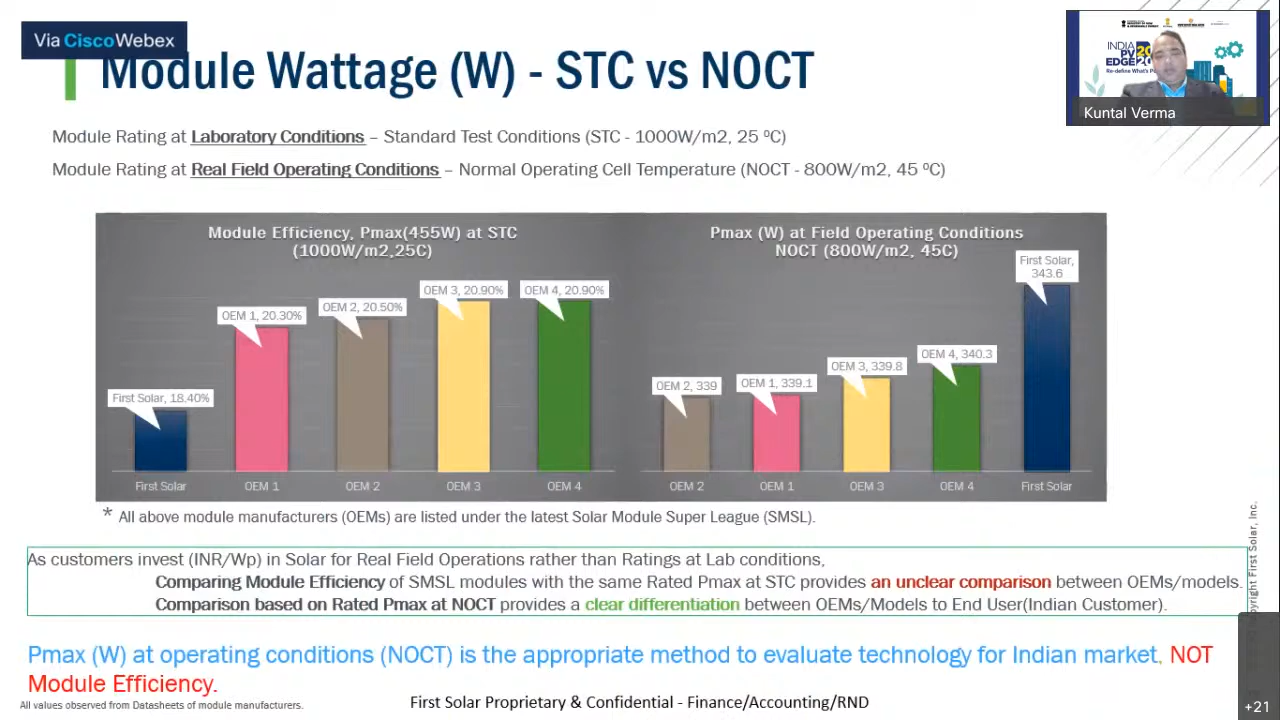 Via CiscoWebex
Module Wattage (W) - STC vs NOCT
INDIA
PV
EDGE
Kuntal Verma
Module Rating at Laboratory Conditions – Standard Test Conditions (STC - 1000W/m2, 25 ºC)
Module Rating at Real Field Operating Conditions – Normal Operating Cell Temperature (NOCT - 800W/m2, 45 ºC)
Module Efficiency, Pmax(455W) at STC
(1000W/m2,25C)
First Solar, 18.40%
OEM 1, 20.30%
OEM 2, 20.50%
OEM 3, 20.90%
OEM 4, 20.90%
First Solar
OEM 1
OEM 2
OEM 3
OEM 4
Pmax (W) at Field Operating Conditions
NOCT (800W/m2, 45C)
OEM 2, 339
OEM 1, 339.1
OEM 3, 339.8
OEM 4, 340.3
First Solar,
343.6
OEM 2
OEM 1
OEM 3
OEM 4
First Solar
* All above module manufacturers (OEMs) are listed under the latest Solar Module Super League (SMSL).
As customers invest (INR/Wp) in Solar for Real Field Operations rather than Ratings at Lab conditions,
Comparing Module Efficiency of SMSL modules with the same Rated Pmax at STC provides an unclear comparison between OEMs/models.
Comparison based on Rated Pmax at NOCT provides a clear differentiation between OEMs/Models to End User(Indian Customer).
Pmax (W) at operating conditions (NOCT) is the appropriate method to evaluate technology for Indian market. NOT
Module Efficiency.
All values observed from Datasheets of module manufacturers.
First Solar Proprietary & Confidential - Finance/Accounting/RND
First Solar, Inc.
+21